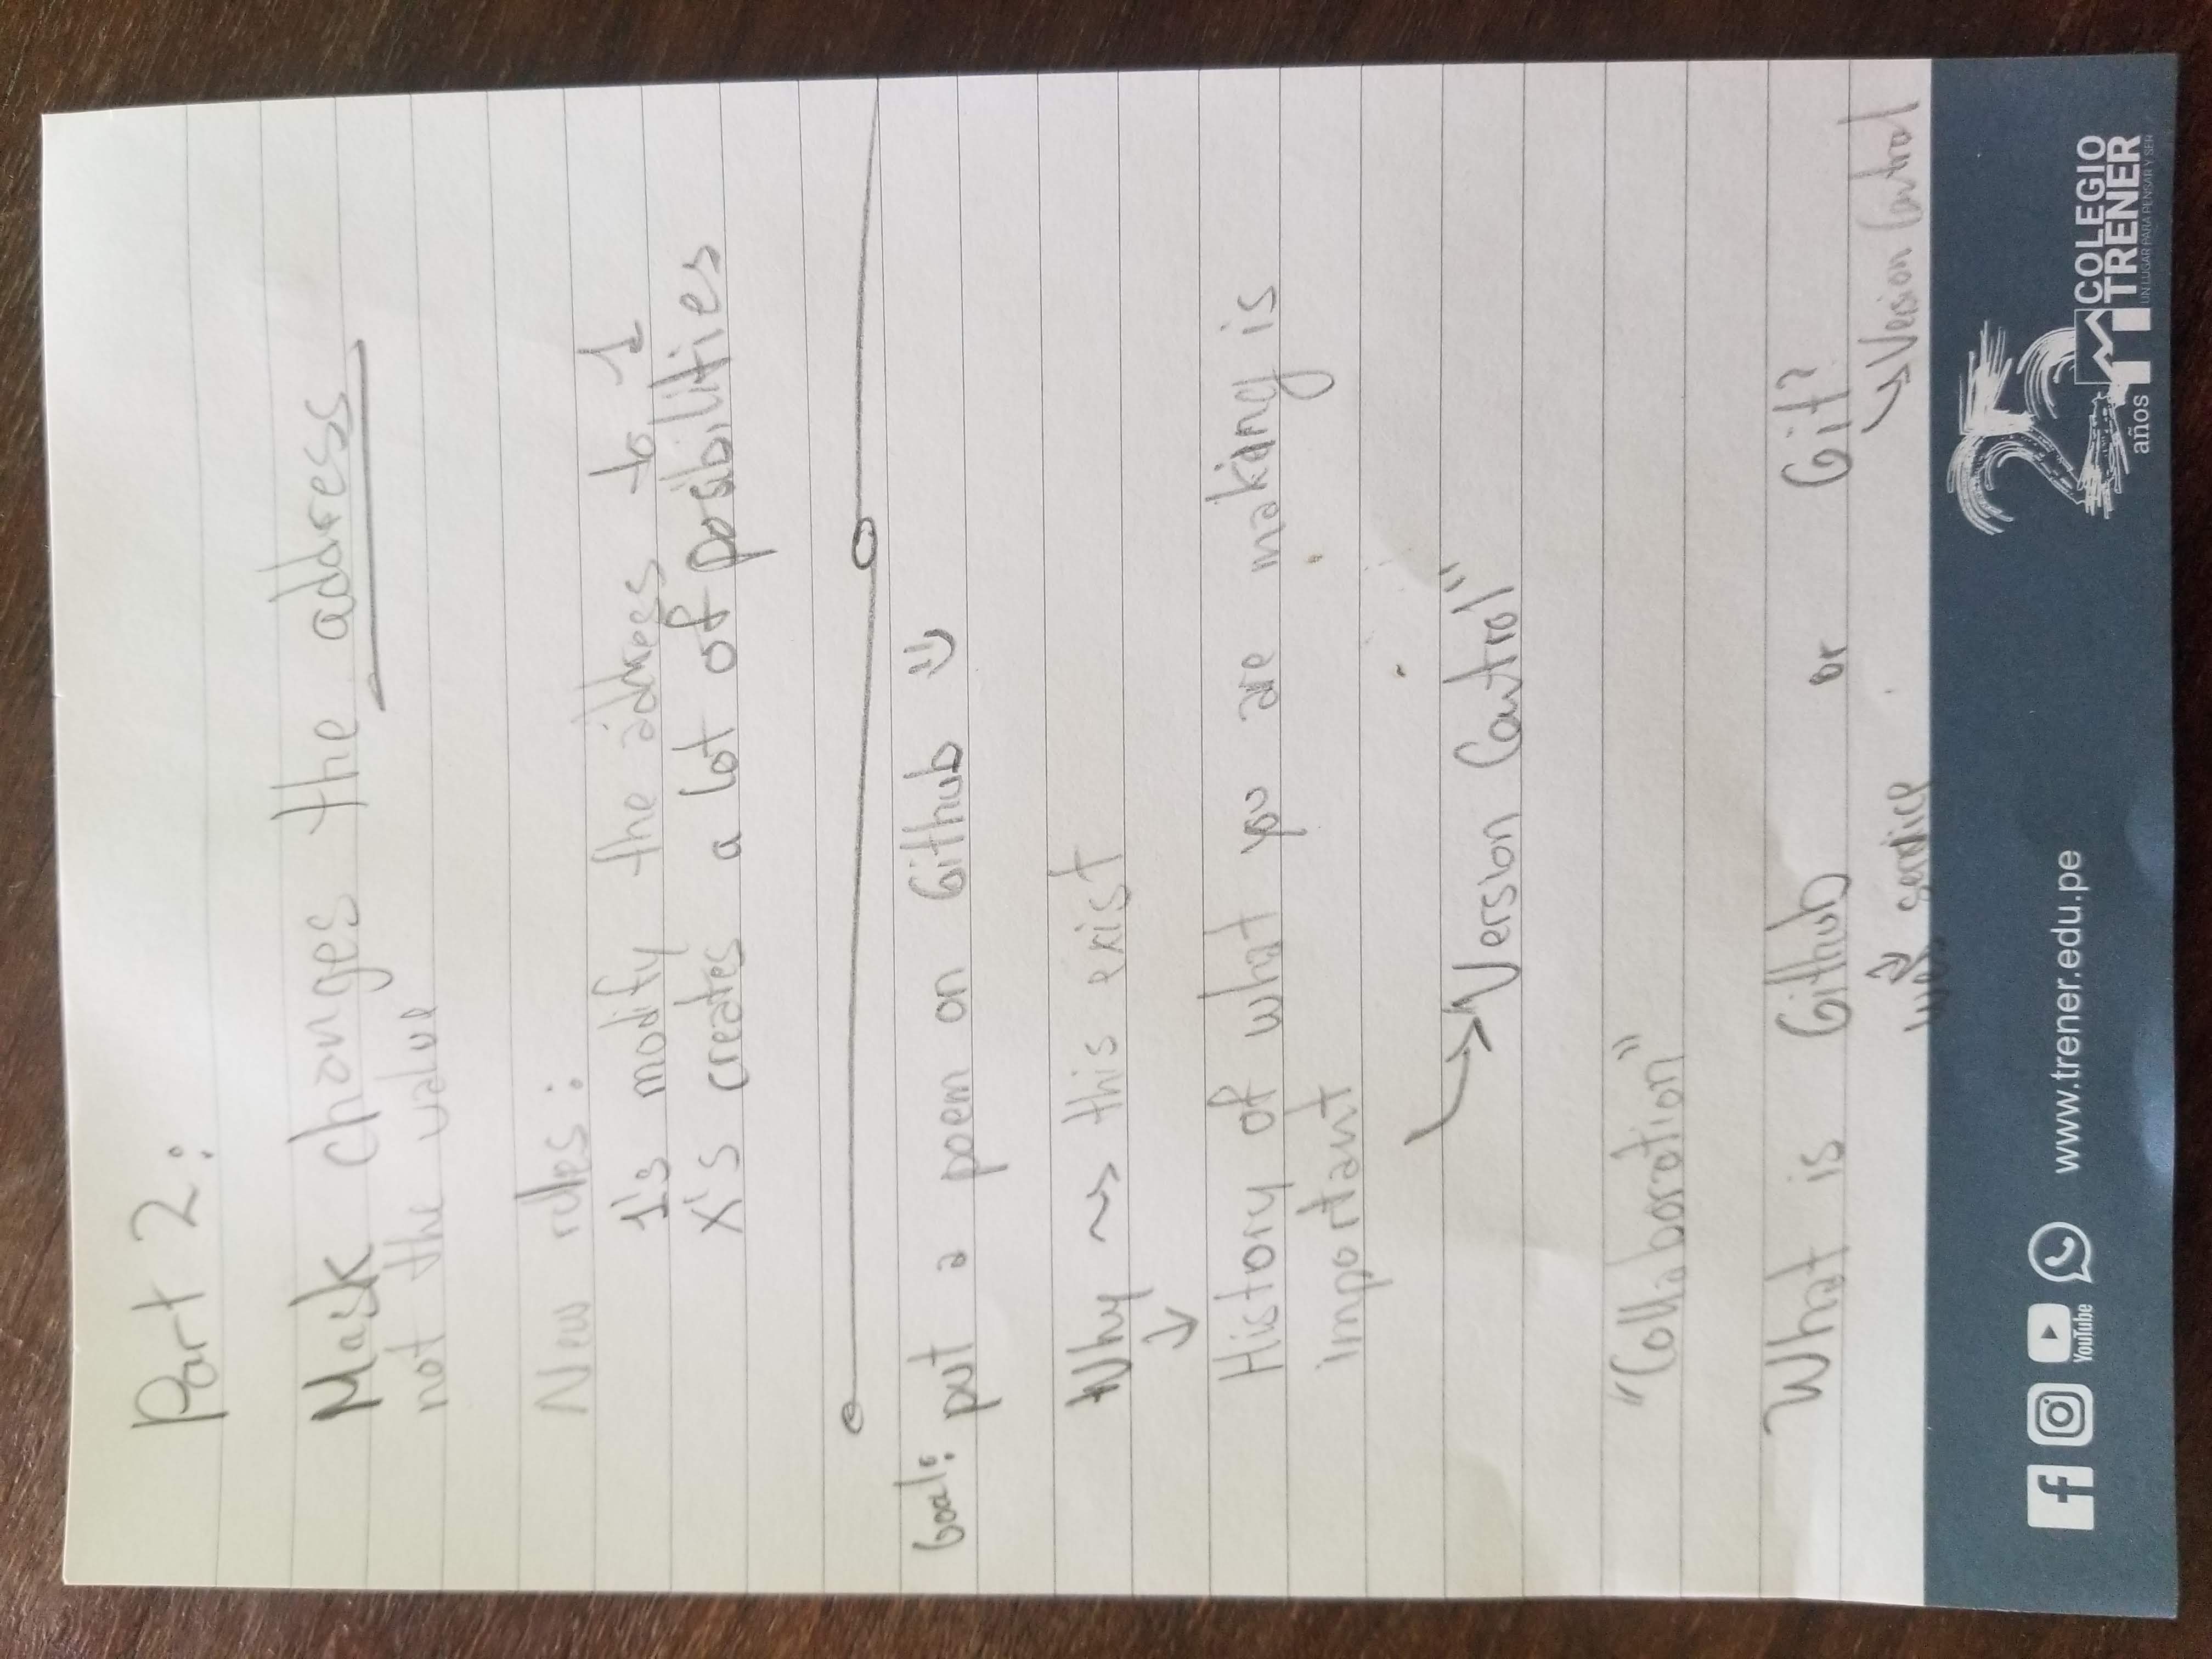 Part 2:
Mask changes the address
not the value
New rules:
1's modify the address to 1
X's creates a lot of posibilities
Goal: put a poem on Github
Why ~> this exist
↓
History of what you are making is
important
→ "Version Control"
"Collaboration"
What is Github or Git?
web service → Version Control
YouTube
www.trener.edu.pe
25
años
COLEGIO
TRENER
UN LUGAR PARA PENSAR Y SER